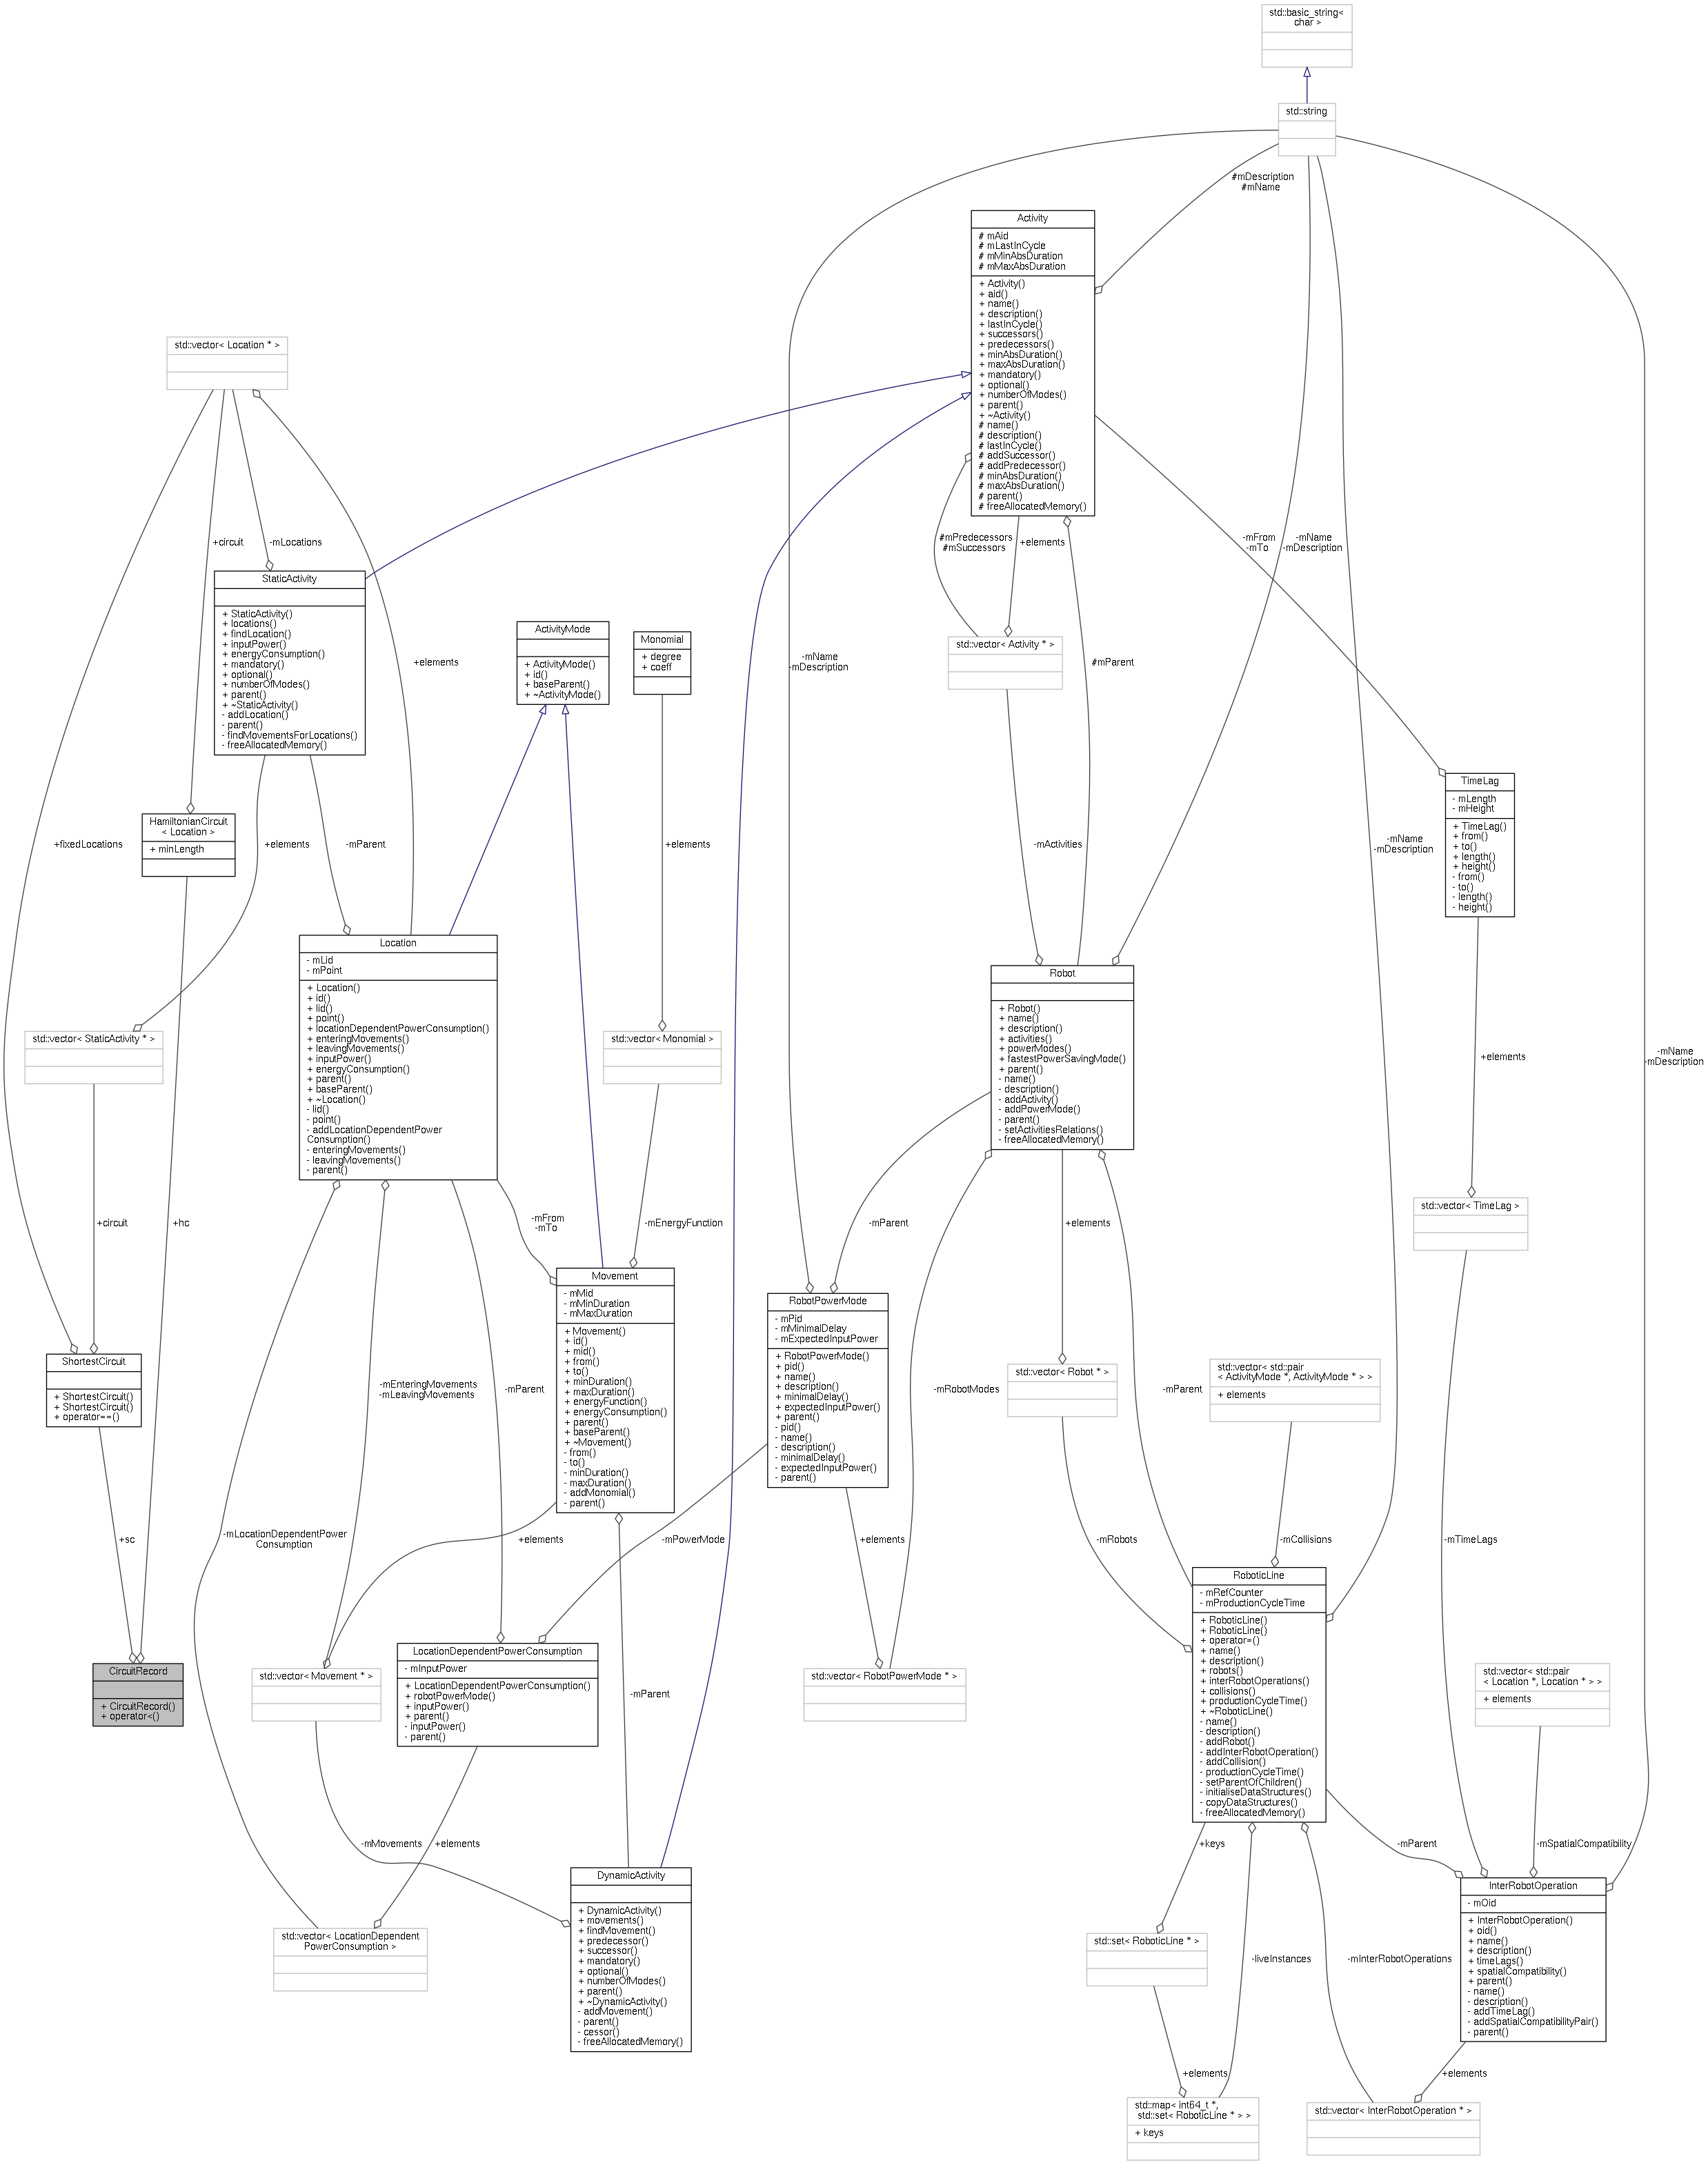 std::basic_string<
char >
std::string
#mDescription
#mName
Activity
# mAid
# mLastInCycle
# mMinAbsDuration
# mMaxAbsDuration
+ Activity()
+ aid()
+ name()
+ description()
+ lastInCycle()
+ successors()
+ predecessors()
+ minAbsDuration()
+ maxAbsDuration()
+ mandatory()
+ optional()
+ numberOfModes()
+ parent()
+ ~Activity()
# name()
# description()
# lastInCycle()
# addSuccessor()
# addPredecessor()
# minAbsDuration()
# maxAbsDuration()
# parent()
# freeAllocatedMemory()
std::vector< Location * >
+circuit
-mLocations
#mPredecessors
#mSuccessors
+elements
-mFrom
-mTo
-mName
-mDescription
StaticActivity
+ StaticActivity()
+ locations()
+ findLocation()
+ inputPower()
+ energyConsumption()
+ mandatory()
+ optional()
+ numberOfModes()
+ parent()
+ ~StaticActivity()
- addLocation()
- parent()
- findMovementsForLocations()
- freeAllocatedMemory()
+elements
ActivityMode
+ ActivityMode()
+ id()
+ baseParent()
+ ~ActivityMode()
Monomial
+ degree
+ coeff
-mName
-mDescription
std::vector< Activity * >
#mParent
TimeLag
- mLength
- mHeight
+ TimeLag()
+ from()
+ to()
+ length()
+ height()
- from()
- to()
- length()
- height()
HamiltonianCircuit
< Location >
+ minLength
+fixedLocations
+elements
-mParent
+elements
-mActivities
-mName
-mDescription
Location
- mLid
- mPoint
+ Location()
+ id()
+ lid()
+ point()
+ locationDependentPowerConsumption()
+ enteringMovements()
+ leavingMovements()
+ inputPower()
+ energyConsumption()
+ parent()
+ baseParent()
+ ~Location()
- lid()
- point()
- addLocationDependentPower
Consumption()
- enteringMovements()
- leavingMovements()
- parent()
Robot
+ Robot()
+ name()
+ description()
+ activities()
+ powerModes()
+ fastestPowerSavingMode()
+ parent()
- name()
- description()
- addActivity()
- addPowerMode()
- parent()
- setActivitiesRelations()
- freeAllocatedMemory()
std::vector< StaticActivity * >
std::vector< Monomial >
+elements
-mName
-mDescription
std::vector< TimeLag >
+circuit
+hc
-mFrom
-mTo
-mEnergyFunction
-mParent
+elements
Movement
- mMid
- mMinDuration
- mMaxDuration
+ Movement()
+ id()
+ mid()
+ from()
+ to()
+ minDuration()
+ maxDuration()
+ energyFunction()
+ energyConsumption()
+ parent()
+ baseParent()
+ ~Movement()
- from()
- to()
- minDuration()
- maxDuration()
- addMonomial()
- parent()
RobotPowerMode
- mPid
- mMinimalDelay
- mExpectedInputPower
+ RobotPowerMode()
+ pid()
+ name()
+ description()
+ minimalDelay()
+ expectedInputPower()
+ parent()
- pid()
- name()
- description()
- minimalDelay()
- expectedInputPower()
- parent()
ShortestCircuit
+ ShortestCircuit()
+ ShortestCircuit()
+ operator==()
-mEnteringMovements
-mLeavingMovements
-mParent
-mRobotModes
std::vector< Robot * >
-mParent
std::vector< std::pair
< ActivityMode *, ActivityMode * > >
+ elements
+sc
-mLocationDependentPower
Consumption
+elements
-mPowerMode
+elements
-mRobots
-mCollisions
-mTimeLags
RoboticLine
- mRefCounter
- mProductionCycleTime
+ RoboticLine()
+ RoboticLine()
+ operator=()
+ name()
+ description()
+ robots()
+ interRobotOperations()
+ collisions()
+ productionCycleTime()
+ ~RoboticLine()
- name()
- description()
- addRobot()
- addInterRobotOperation()
- addCollision()
- productionCycleTime()
- setParentOfChildren()
- initialiseDataStructures()
- copyDataStructures()
- freeAllocatedMemory()
CircuitRecord
+ CircuitRecord()
+ operator<()
std::vector< Movement * >
LocationDependentPowerConsumption
- mInputPower
+ LocationDependentPowerConsumption()
+ robotPowerMode()
+ inputPower()
+ parent()
- inputPower()
- parent()
-mParent
std::vector< RobotPowerMode * >
std::vector< std::pair
< Location *, Location * > >
+ elements
-mMovements
+elements
+keys
-mParent
-mSpatialCompatibility
DynamicActivity
+ DynamicActivity()
+ movements()
+ findMovement()
+ predecessor()
+ successor()
+ mandatory()
+ optional()
+ numberOfModes()
+ parent()
+ ~DynamicActivity()
- addMovement()
- parent()
- cessor()
- freeAllocatedMemory()
InterRobotOperation
- mOid
+ InterRobotOperation()
+ oid()
+ name()
+ description()
+ timeLags()
+ spatialCompatibility()
+ parent()
- name()
- description()
- addTimeLag()
- addSpatialCompatibilityPair()
- parent()
std::vector< LocationDependent
PowerConsumption >
std::set< RoboticLine * >
-liveInstances
-mInterRobotOperations
+elements
+elements
std::map< int64_t *,
std::set< RoboticLine * > >
+ keys
std::vector< InterRobotOperation * >